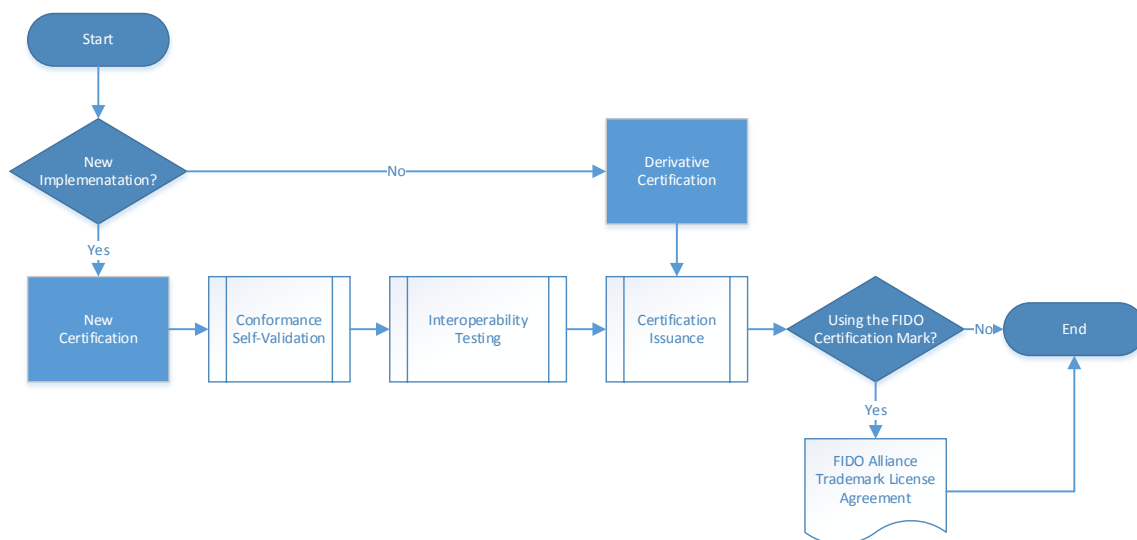 Start
New
Implemenatation?
No
Derivative
Certification
Yes
New
Certification
Conformance
Self-Validation
Interoperability
Testing
Certification
Issuance
Using the FIDO
Certification Mark?
No
End
Yes
FIDO Alliance
Trademark License
Agreement